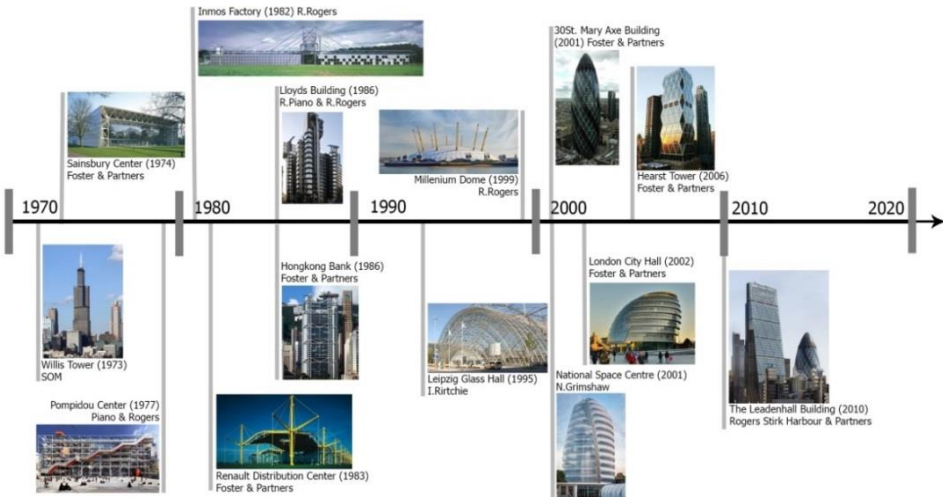 Inmos Factory (1982) R.Rogers
30St. Mary Axe Building
(2001) Foster & Partners
Lloyds Building (1986)
R.Piano & R.Rogers
Sainsbury Center (1974)
Foster & Partners
Millenium Dome (1999)
R.Rogers
Hearst Tower (2006)
Foster & Partners
1970
1980
1990
2000
2010
2020
Hongkong Bank (1986)
Foster & Partners
London City Hall (2002)
Foster & Partners
Willis Tower (1973)
SOM
Leipzig Glass Hall (1995)
I.Rirtchie
National Space Centre (2001)
N.Grimshaw
Pompidou Center (1977)
Piano & Rogers
The Leadenhall Building (2010)
Rogers Stirk Harbour & Partners
Renault Distribution Center (1983)
Foster & Partners